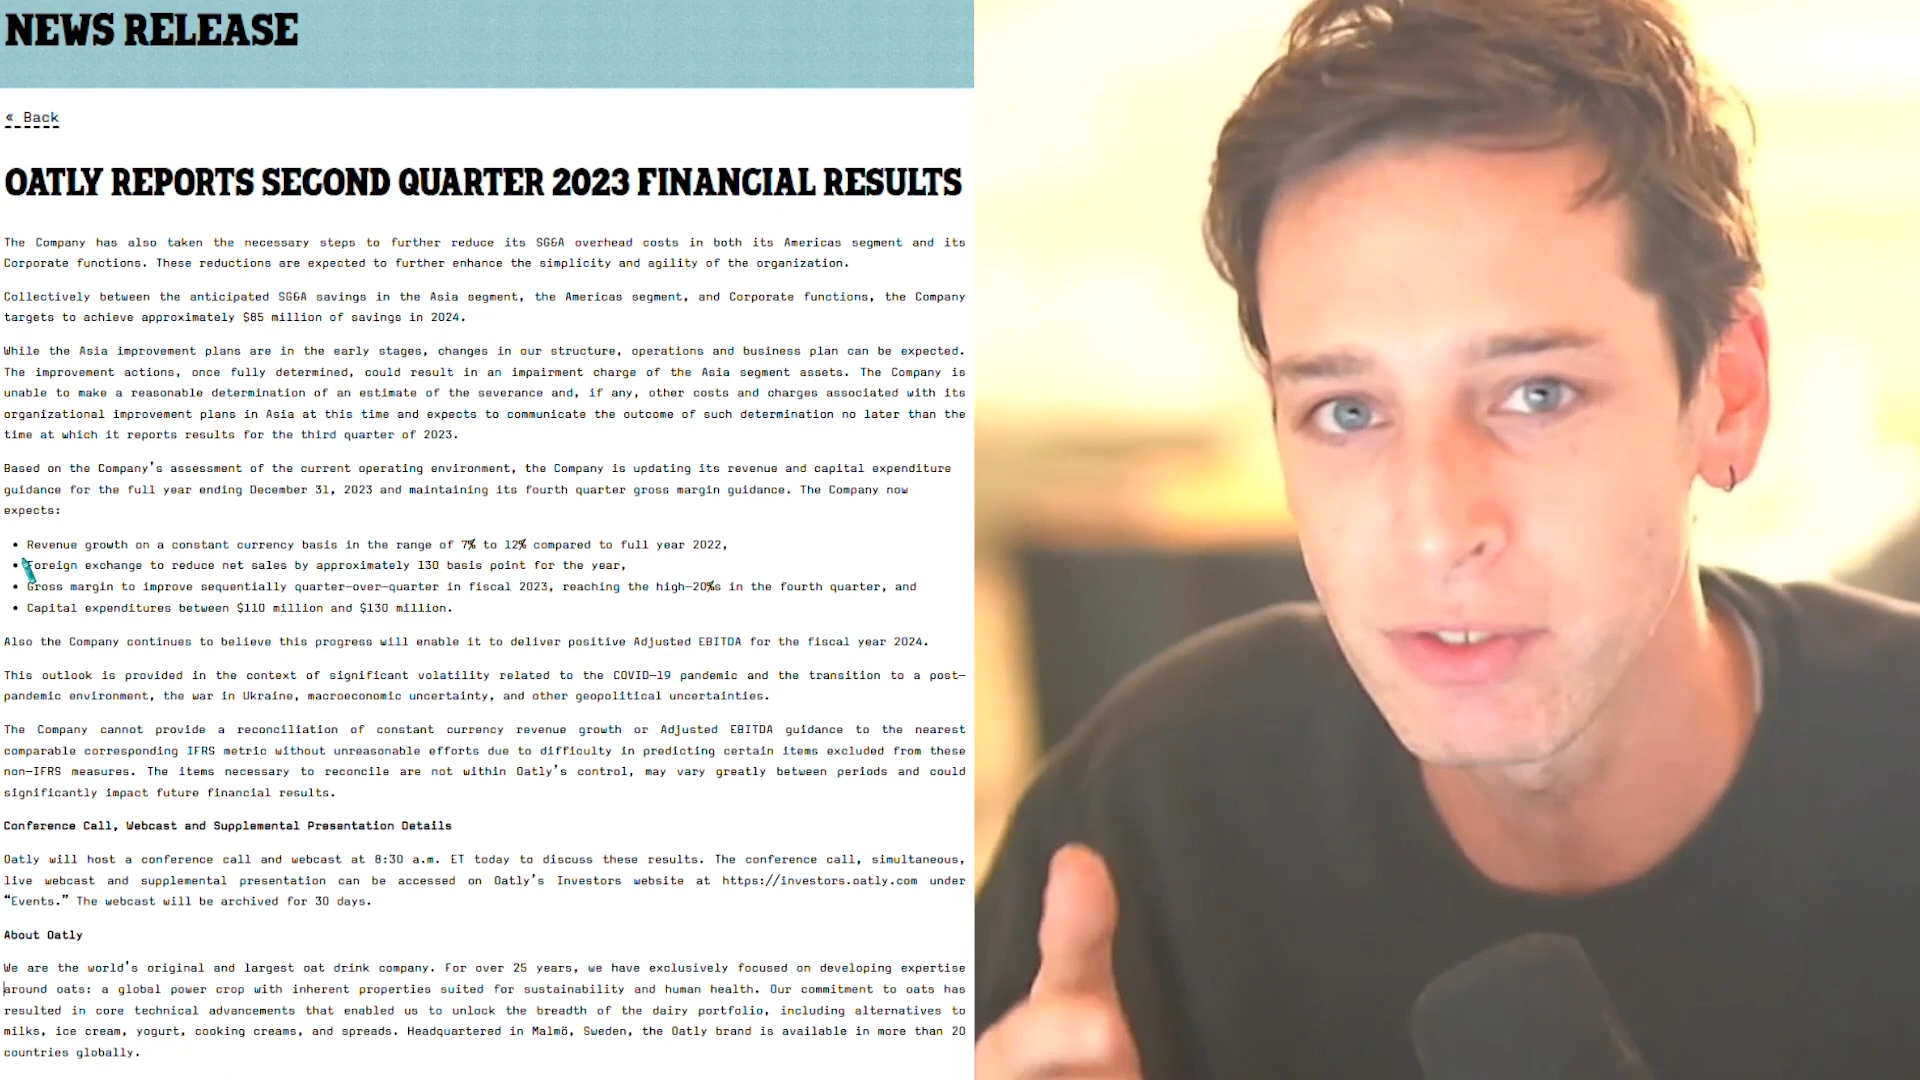 NEWS RELEASE
« Back
OATLY REPORTS SECOND QUARTER 2023 FINANCIAL RESULTS
The Company has also taken the necessary steps to further reduce its SG&A overhead costs in both its Americas segment and its
Corporate functions. These reductions are expected to further enhance the simplicity and agility of the organization.
Collectively between the anticipated SG&A savings in the Asia segment, the Americas segment, and Corporate functions, the Company
targets to achieve approximately $85 million of savings in 2024.
While the Asia improvement plans are in the early stages, changes in our structure, operations and business plan can be expected.
The improvement actions, once fully determined, could result in an impairment charge of the Asia segment assets. The Company is
unable to make a reasonable determination of an estimate of the severance and, if any, other costs and charges associated with its
organizational improvement plans in Asia at this time and expects to communicate the outcome of such determination no later than the
time at which it reports results for the third quarter of 2023.
Based on the Company's assessment of the current operating environment, the Company is updating its revenue and capital expenditure
guidance for the full year ending December 31, 2023 and maintaining its fourth quarter gross margin guidance. The Company now
expects:
• Revenue growth on a constant currency basis in the range of 7% to 12% compared to full year 2022,
• Foreign exchange to reduce net sales by approximately 130 basis point for the year,
• Gross margin to improve sequentially quarter-over-quarter in fiscal 2023, reaching the high-20%s in the fourth quarter, and
• Capital expenditures between $110 million and $130 million.
Also the Company continues to believe this progress will enable it to deliver positive Adjusted EBITDA for the fiscal year 2024.
This outlook is provided in the context of significant volatility related to the COVID-19 pandemic and the transition to a post-
pandemic environment, the war in Ukraine, macroeconomic uncertainty, and other geopolitical uncertainties.
The Company cannot provide a reconciliation of constant currency revenue growth or Adjusted EBITDA guidance to the nearest
comparable corresponding IFRS metric without unreasonable efforts due to difficulty in predicting certain items excluded from these
non-IFRS measures. The items necessary to reconcile are not within Oatly's control, may vary greatly between periods and could
significantly impact future financial results.
Conference Call, Webcast and Supplemental Presentation Details
Oatly will host a conference call and webcast at 8:30 a.m. ET today to discuss these results. The conference call, simultaneous,
live webcast and supplemental presentation can be accessed on Oatly's Investors website at https://investors.oatly.com under
“Events.” The webcast will be archived for 30 days.
About Oatly
We are the world's original and largest oat drink company. For over 25 years, we have exclusively focused on developing expertise
around oats: a global power crop with inherent properties suited for sustainability and human health. Our commitment to oats has
resulted in core technical advancements that enabled us to unlock the breadth of the dairy portfolio, including alternatives to
milks, ice cream, yogurt, cooking creams, and spreads. Headquartered in Malmö, Sweden, the Oatly brand is available in more than 20
countries globally.